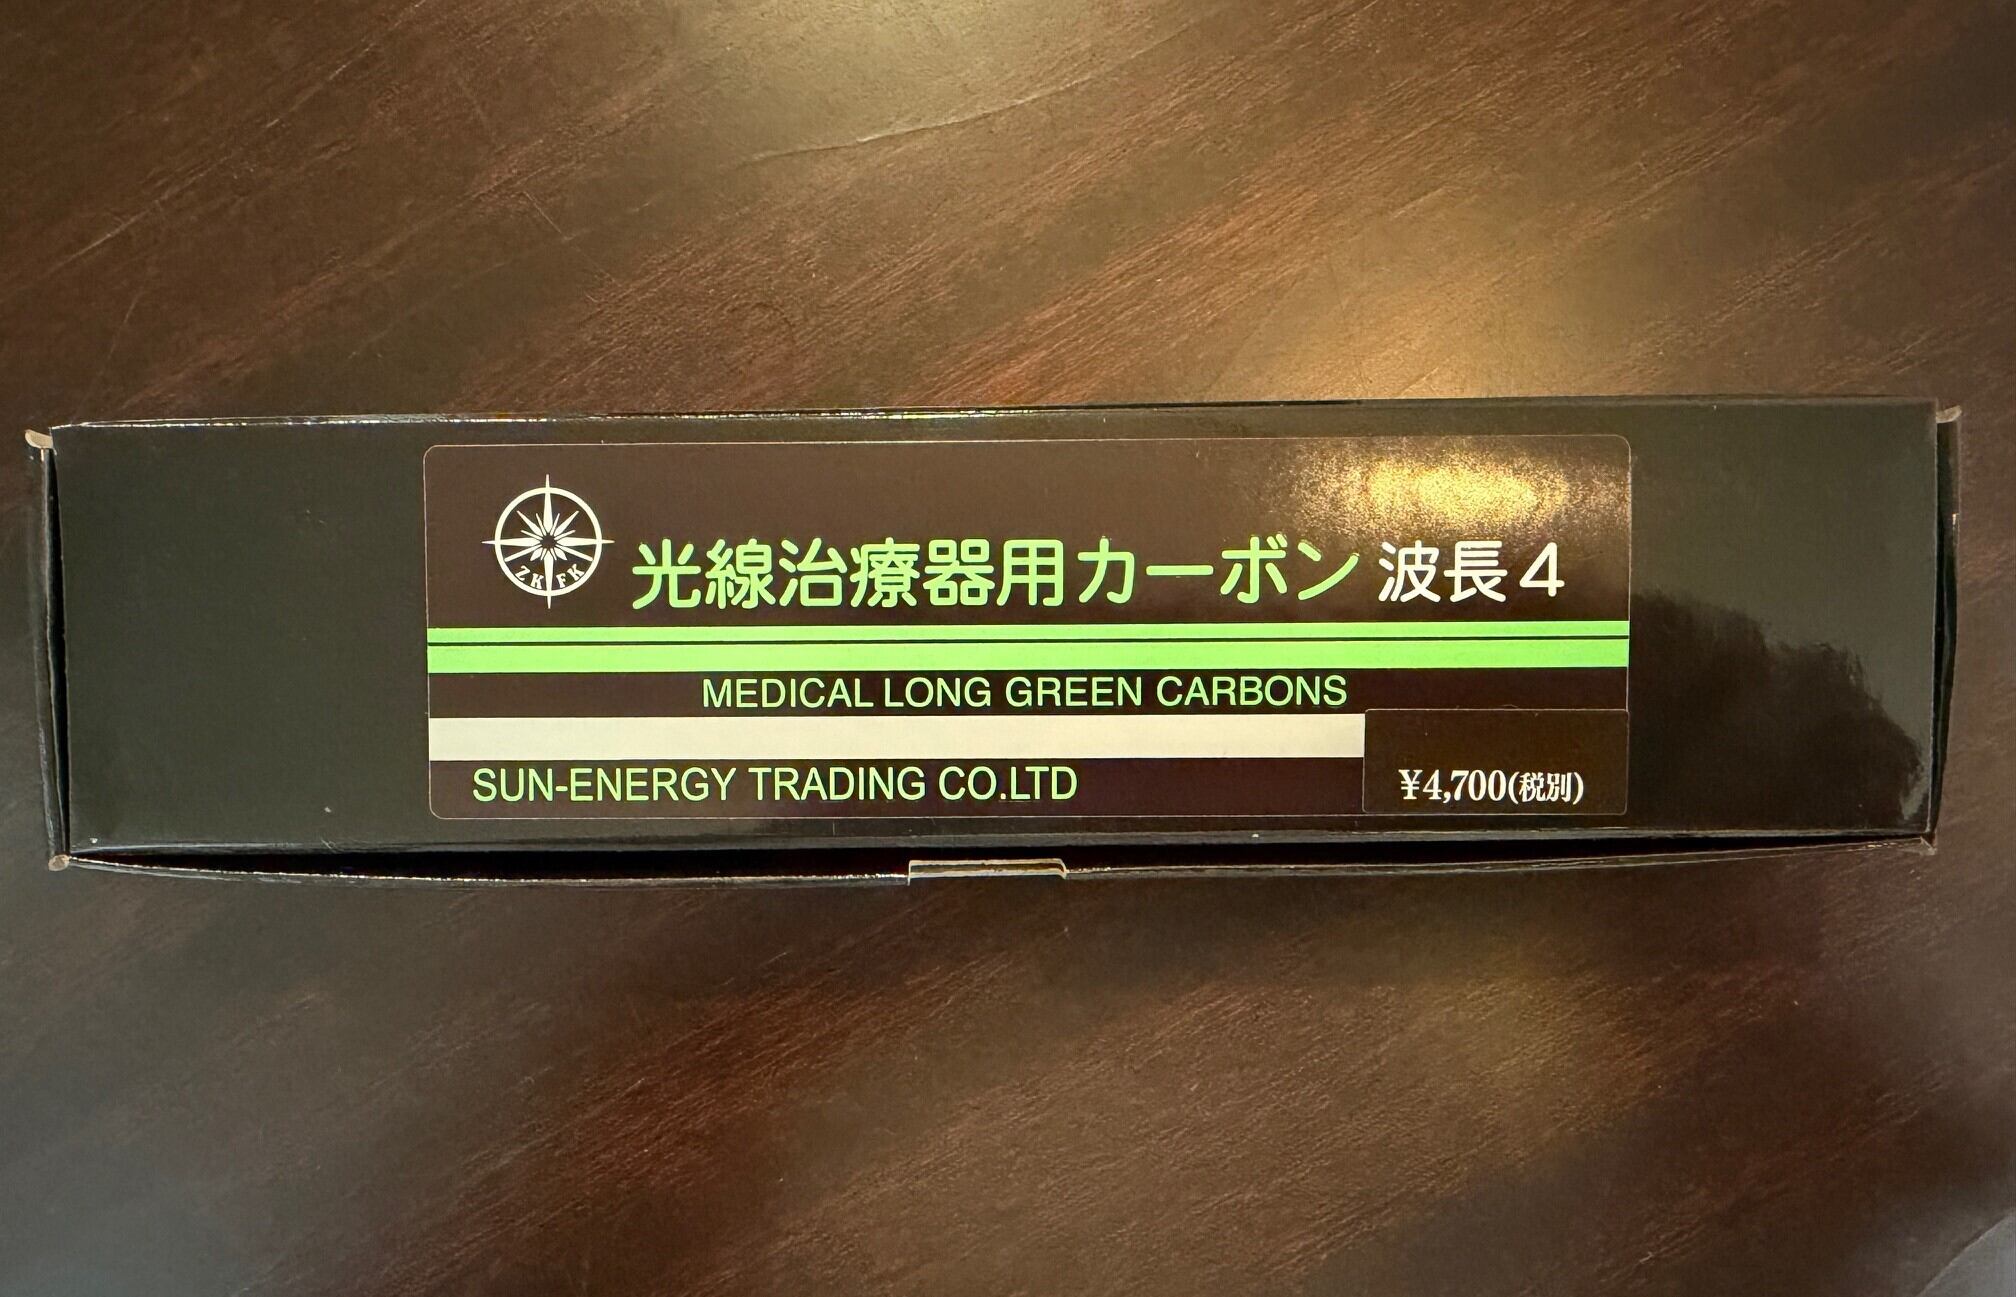 ZKFK
光線治療器用カーボン 波長4
MEDICAL LONG GREEN CARBONS
SUN-ENERGY TRADING CO.LTD
¥4,700(税別)